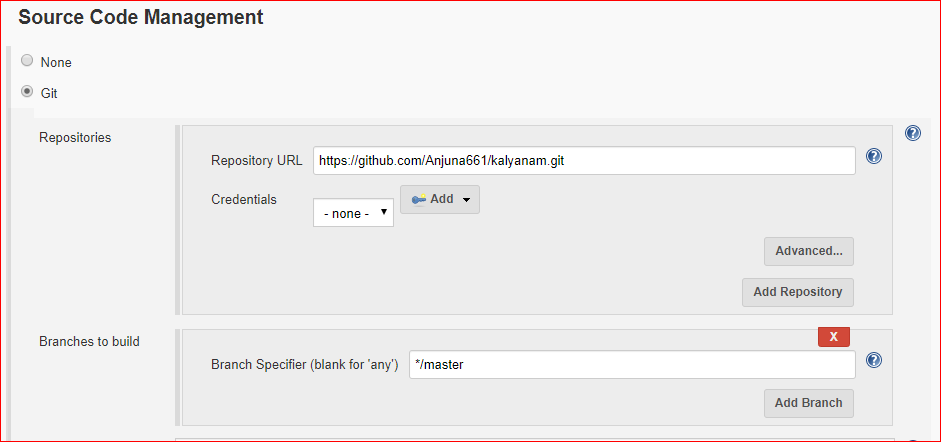 Source Code Management
None
Git
Repositories
Repository URL https://github.com/Anjuna661/kalyanam.git
Credentials - none - Add
Advanced...
Add Repository
Branches to build
X
Branch Specifier (blank for 'any') */master
Add Branch